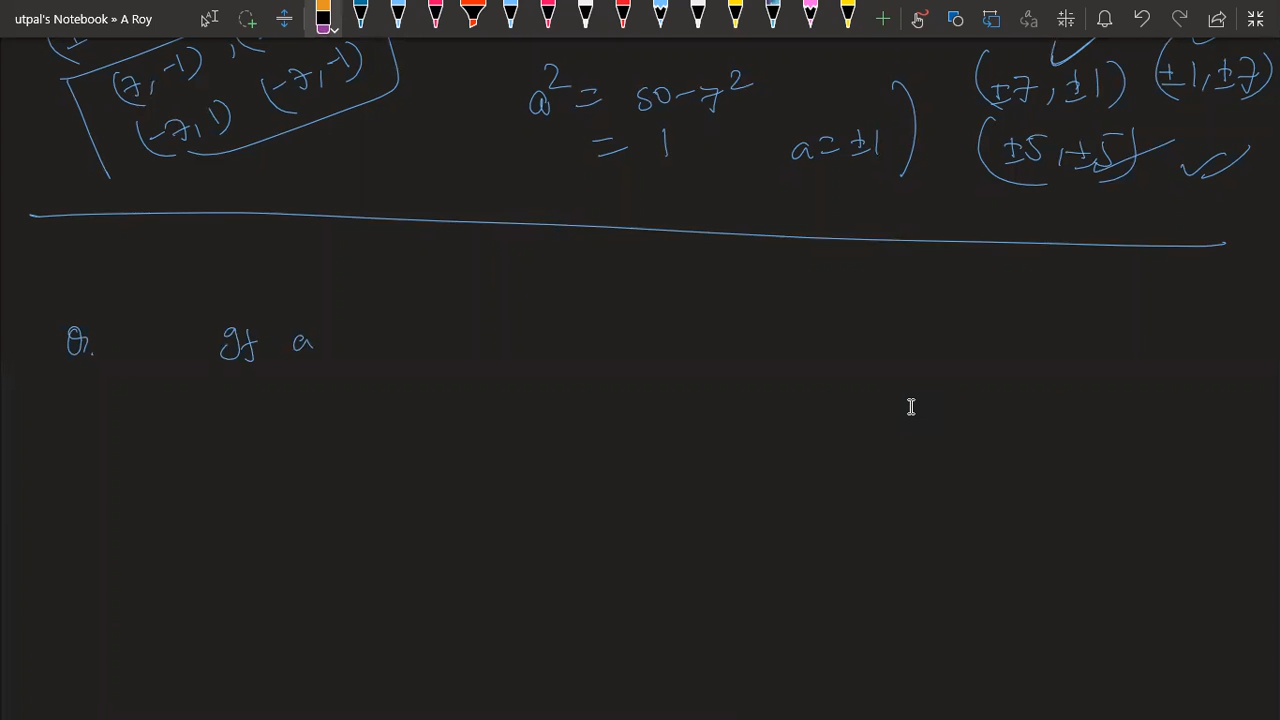 utpal's Notebook » A Roy
(7, -1), (-7, -1)
(-7, 1)
a² = 50 - 7²
= 1 a = ±1
(±7, ±1) (±1, ±7)
(±5, ±5)
Q. If a